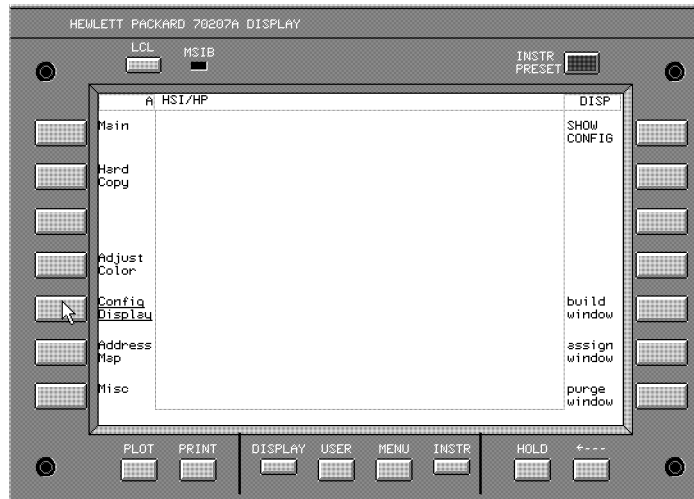 HEWLETT PACKARD 70207A DISPLAY
LCL
MSIB
INSTR
PRESET
A HSI/HP
DISP
Main
Hard
Copy
Adjust
Color
Config
Display
Address
Map
Misc
SHOW
CONFIG
build
window
assign
window
purge
window
PLOT PRINT DISPLAY USER MENU INSTR HOLD ←---